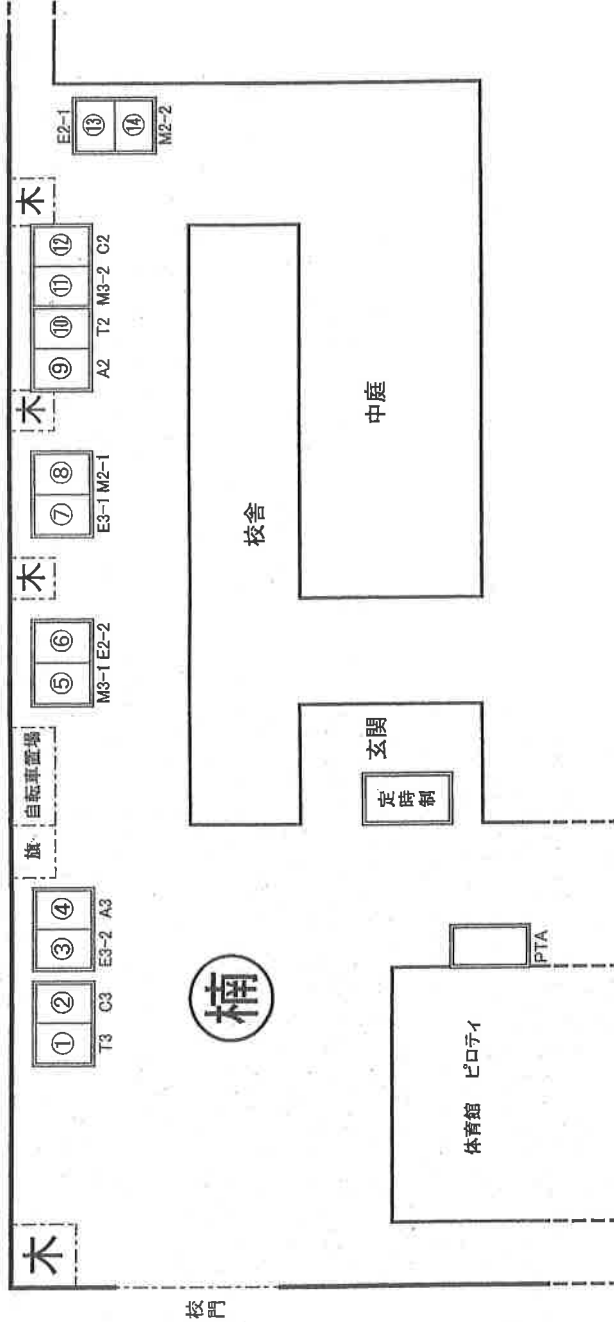 木
木
木
木
旗
自転車置場
①
②
③
④
⑤
⑥
⑦
⑧
⑨
⑩
⑪
⑫
T3
C3
E3-2
A3
M3-1
E2-2
E3-1
M2-1
A2
T2
M3-2
C2
E2-1
⑬
⑭
M2-2
楠
校舎
中庭
玄関
定時制
PTA
体育館 ピロティ
校門